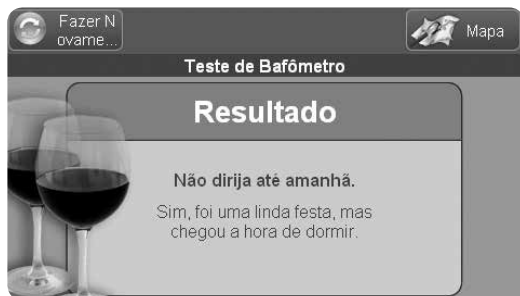 Fazer N
ovame...
Mapa
Teste de Bafômetro
Resultado
Não dirija até amanhã.
Sim, foi uma linda festa, mas
chegou a hora de dormir.